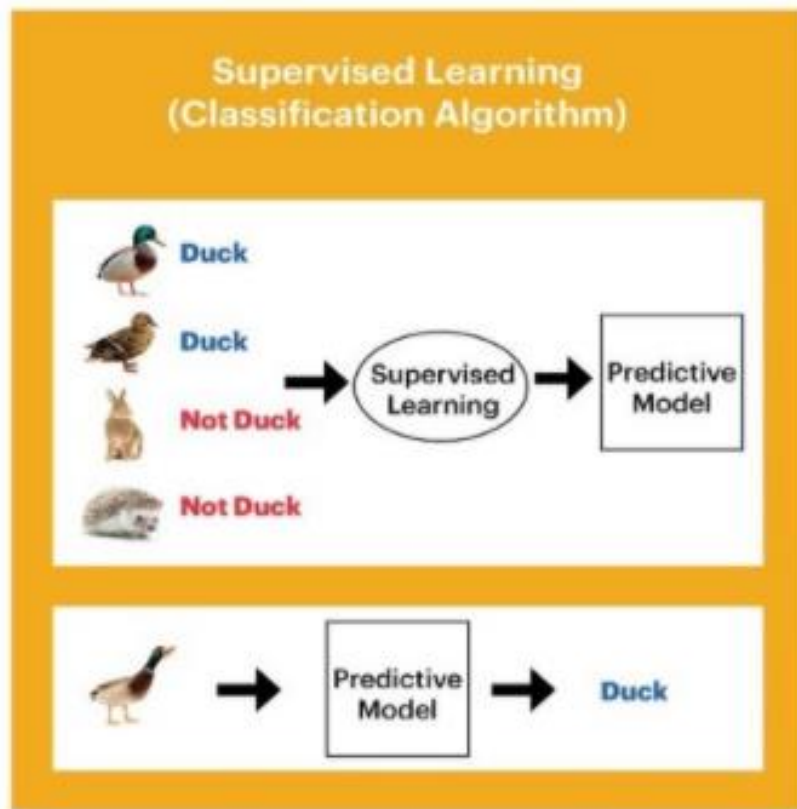 Supervised Learning
(Classification Algorithm)
Duck
Duck
Not Duck
Not Duck
Supervised
Learning
Predictive
Model
Predictive
Model
Duck